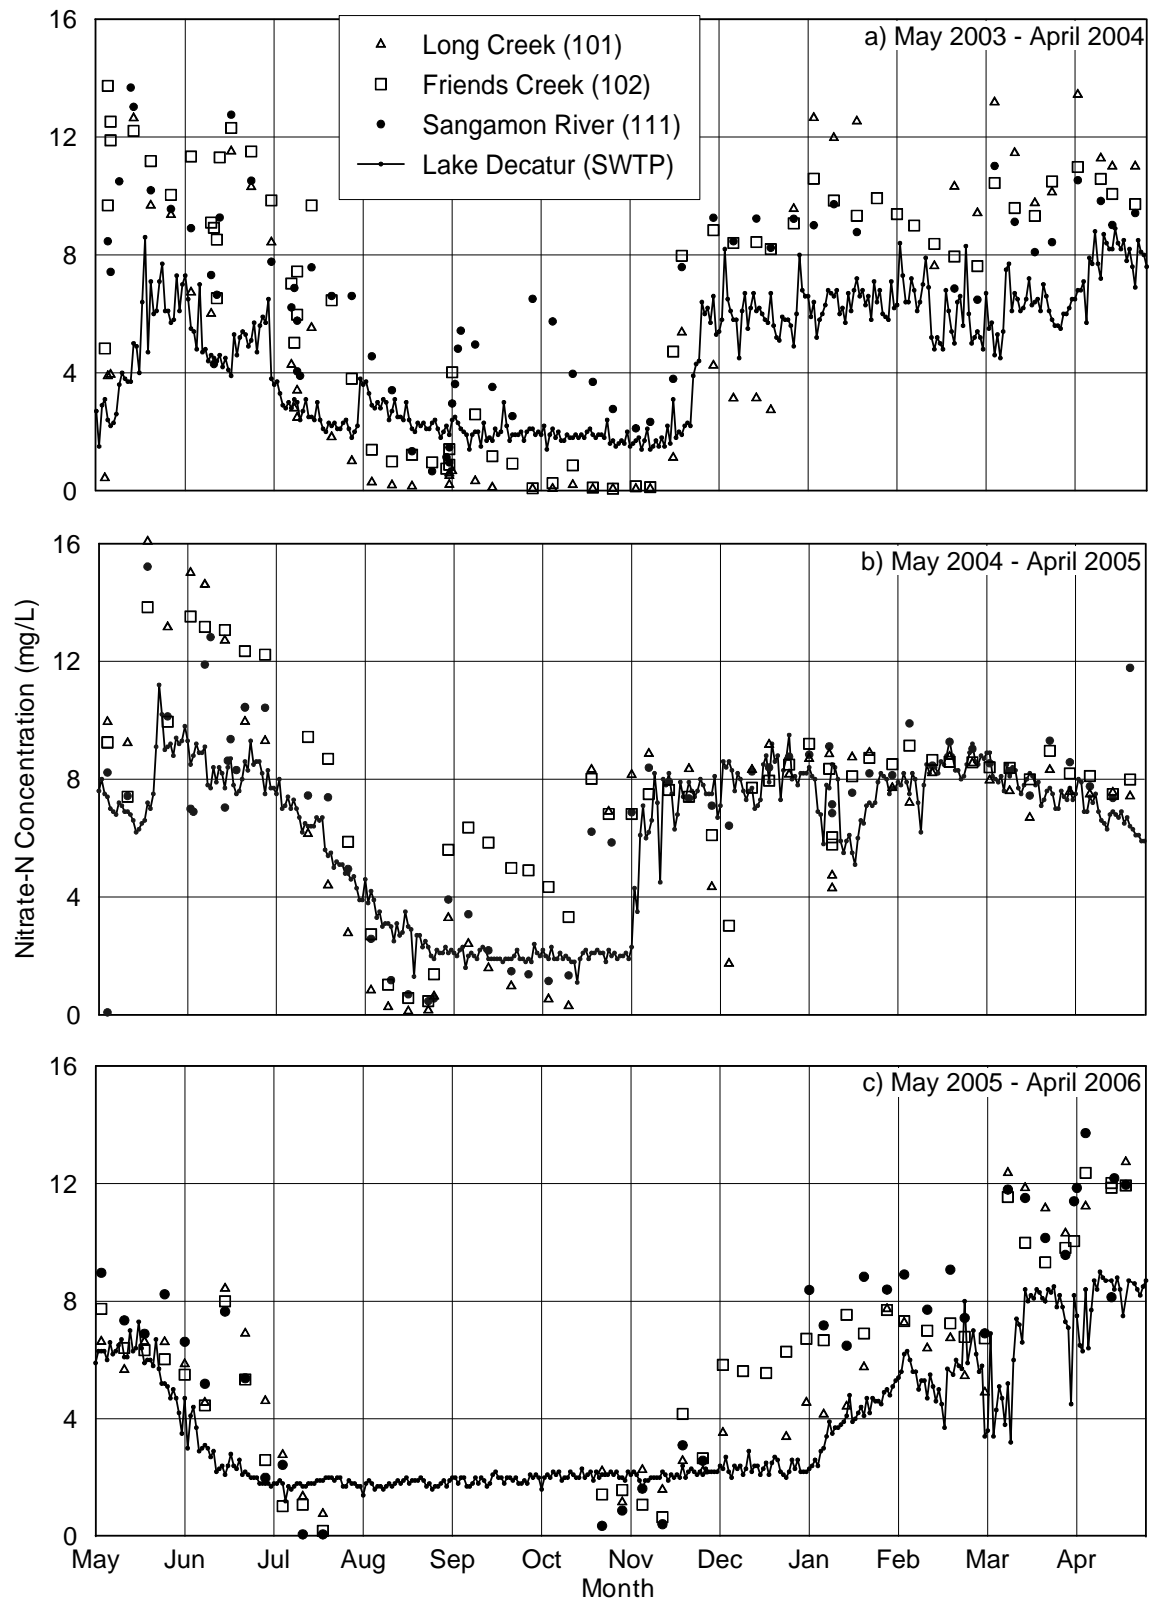 16
a) May 2003 - April 2004
Long Creek (101)
Friends Creek (102)
Sangamon River (111)
Lake Decatur (SWTP)
12
8
4
0
16
b) May 2004 - April 2005
12
8
4
0
Nitrate-N Concentration (mg/L)
16
c) May 2005 - April 2006
12
8
4
0
May Jun Jul Aug Sep Oct Nov Dec Jan Feb Mar Apr
Month